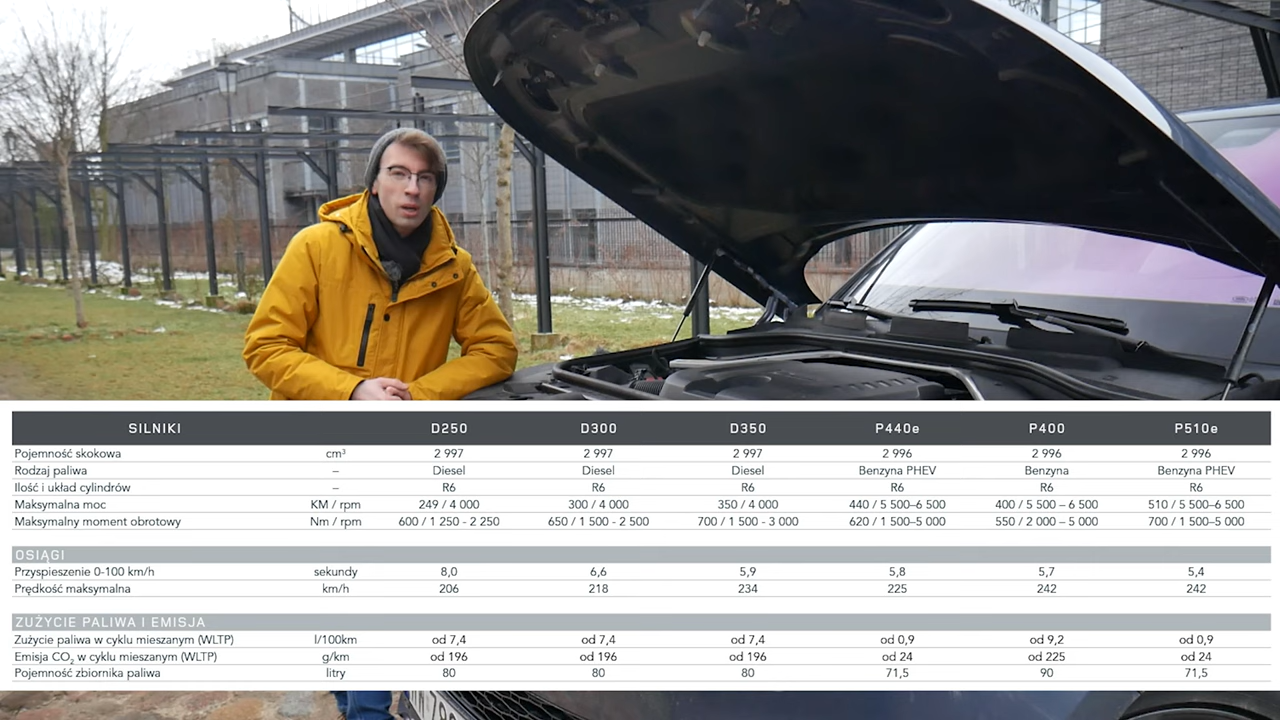 SILNIKI D250 D300 D350 P440e P400 P510e
Pojemność skokowa cm³ 2 997 2 997 2 997 2 996 2 996 2 996
Rodzaj paliwa – Diesel Diesel Diesel Benzyna PHEV Benzyna Benzyna PHEV
Ilość i układ cylindrów – R6 R6 R6 R6 R6 R6
Maksymalna moc KM / rpm 249 / 4 000 300 / 4 000 350 / 4 000 440 / 5 500–6 500 400 / 5 500 – 6 500 510 / 5 500–6 500
Maksymalny moment obrotowy Nm / rpm 600 / 1 250 - 2 250 650 / 1 500 - 2 500 700 / 1 500 - 3 000 620 / 1 500–5 000 550 / 2 000 – 5 000 700 / 1 500–5 000
OSIĄGI
Przyspieszenie 0-100 km/h sekundy 8,0 6,6 5,9 5,8 5,7 5,4
Prędkość maksymalna km/h 206 218 234 225 242 242
ZUŻYCIE PALIWA I EMISJA
Zużycie paliwa w cyklu mieszanym (WLTP) l/100km od 7,4 od 7,4 od 7,4 od 0,9 od 9,2 od 0,9
Emisja CO₂ w cyklu mieszanym (WLTP) g/km od 196 od 196 od 196 od 24 od 225 od 24
Pojemność zbiornika paliwa litry 80 80 80 71,5 90 71,5